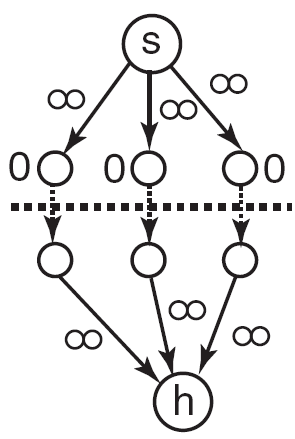 s
∞ ∞ ∞
0 0 0
∞ ∞ ∞
h